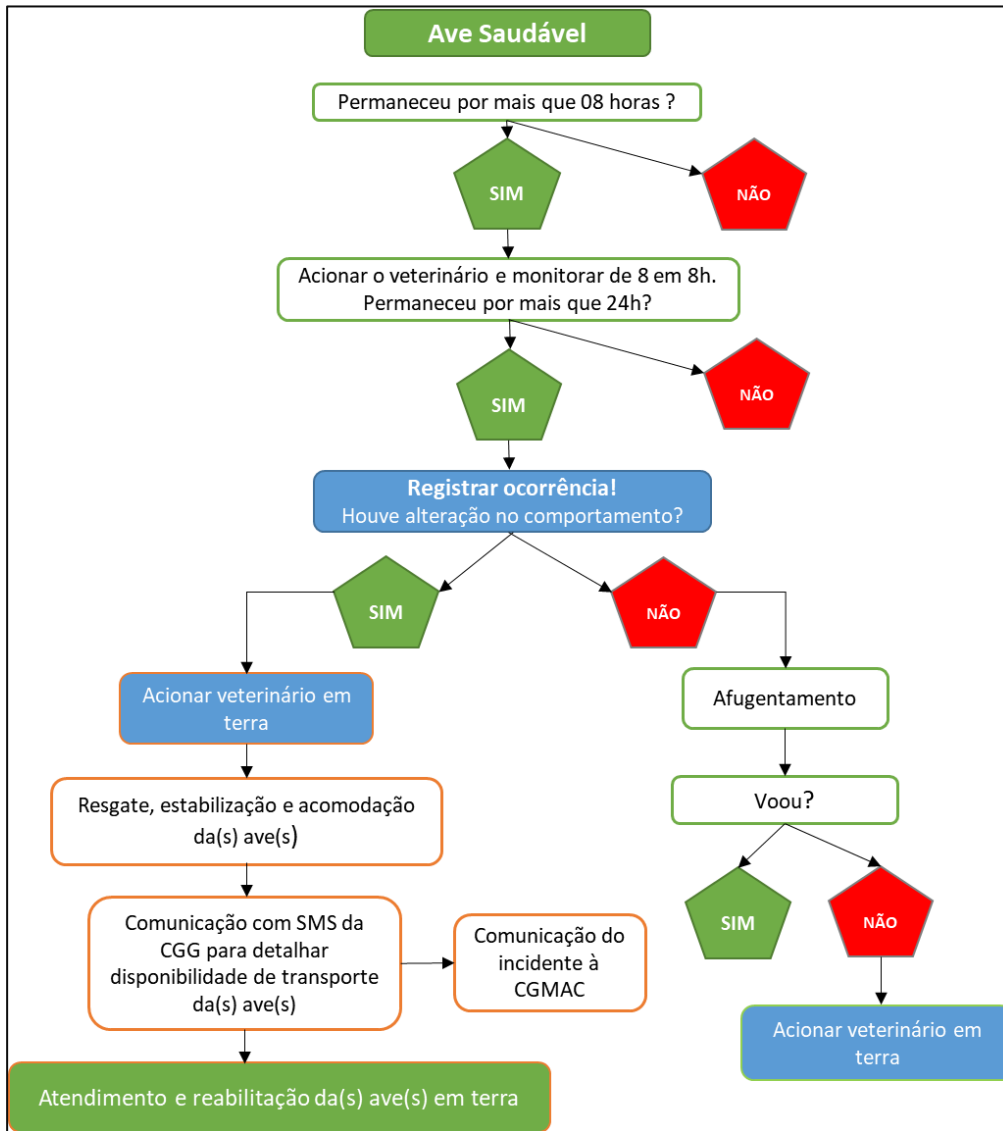 Ave Saudável
Permaneceu por mais que 08 horas ?
SIM
NÃO
Acionar o veterinário e monitorar de 8 em 8h.
Permaneceu por mais que 24h?
SIM
NÃO
Registrar ocorrência!
Houve alteração no comportamento?
SIM
NÃO
Acionar veterinário em
terra
Resgate, estabilização e acomodação
da(s) ave(s)
Comunicação com SMS da
CGG para detalhar
disponibilidade de transporte
da(s) ave(s)
Comunicação do
incidente à
CGMAC
Atendimento e reabilitação da(s) ave(s) em terra
Afugentamento
Voou?
SIM
NÃO
Acionar veterinário em
terra